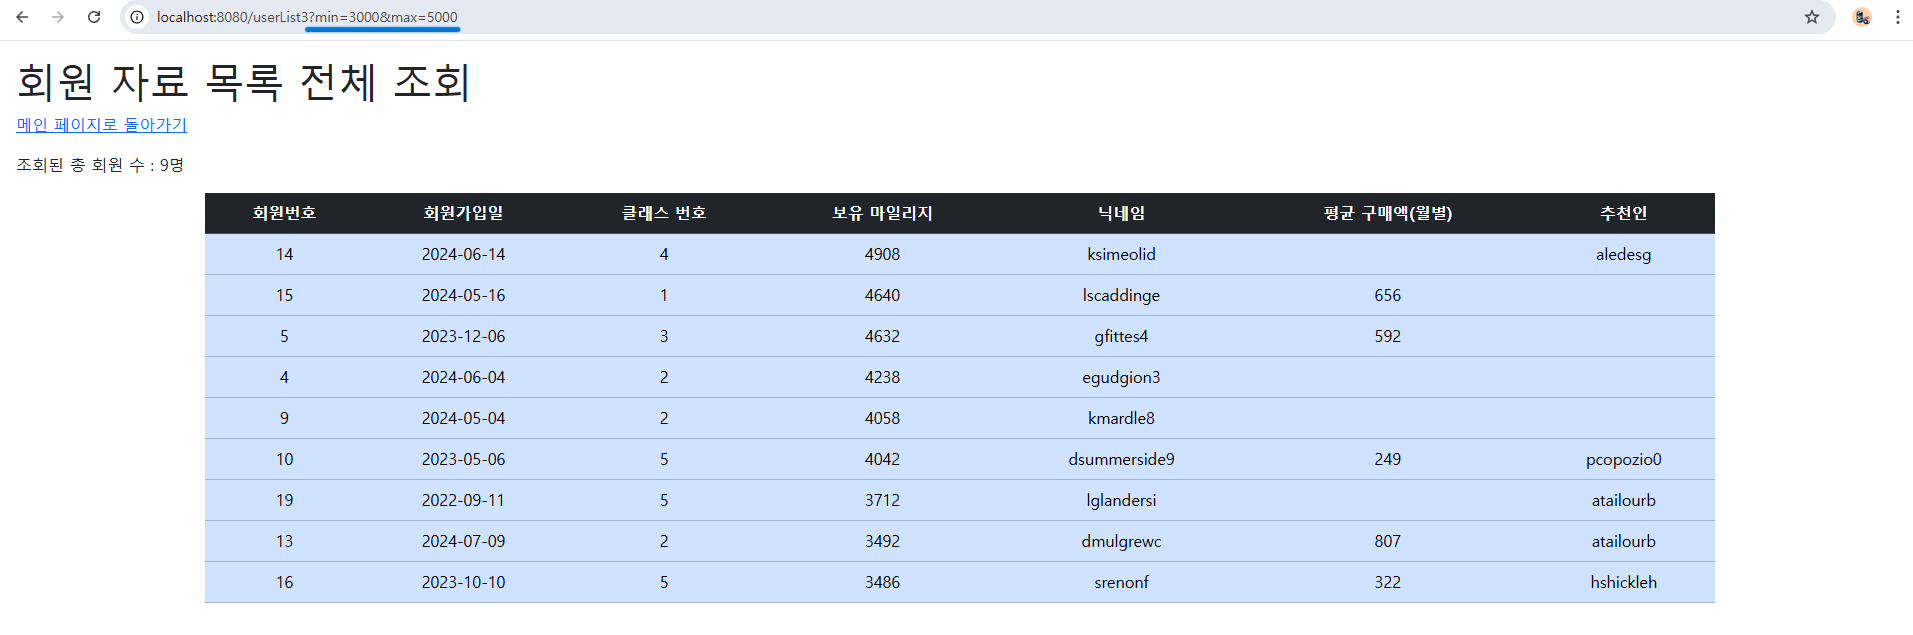 localhost:8080/userList3?min=3000&max=5000
회원 자료 목록 전체 조회
메인 페이지로 돌아가기
조회된 총 회원 수 : 9명
회원번호 회원가입일 클래스 번호 보유 마일리지 닉네임 평균 구매액(월별) 추천인
14 2024-06-14 4 4908 ksimeolid aledesg
15 2024-05-16 1 4640 lscaddinge 656
5 2023-12-06 3 4632 gfittes4 592
4 2024-06-04 2 4238 egudgion3
9 2024-05-04 2 4058 kmardle8
10 2023-05-06 5 4042 dsummerside9 249 pcopozio0
19 2022-09-11 5 3712 lglandersi atailourb
13 2024-07-09 2 3492 dmulgrewc 807 atailourb
16 2023-10-10 5 3486 srenonf 322 hshickleh